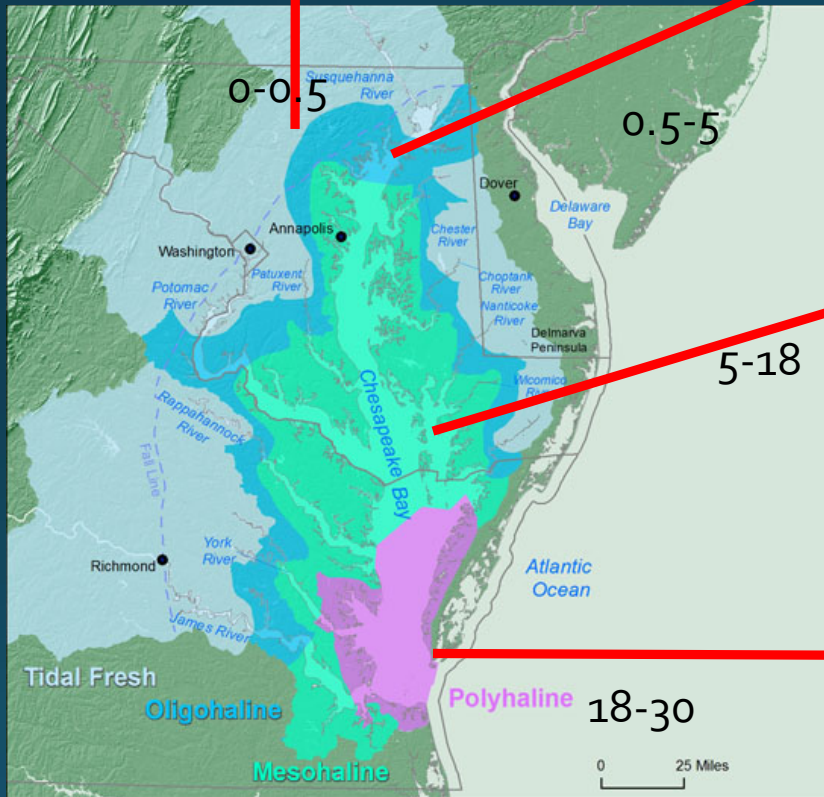 Susquehanna
River
0-0.5
0.5-5
Dover
Delaware
Bay
Annapolis
Chester
River
Washington
Patuxent
River
Choptank
River
Potomac
River
Nanticoke
River
Delmarva
Peninsula
5-18
Wicomico
River
Chesapeake Bay
Rappahannock
River
Fall Line
York
River
Richmond
Atlantic
Ocean
James River
Tidal Fresh
Oligohaline
Polyhaline
18-30
Mesohaline
0 25 Miles